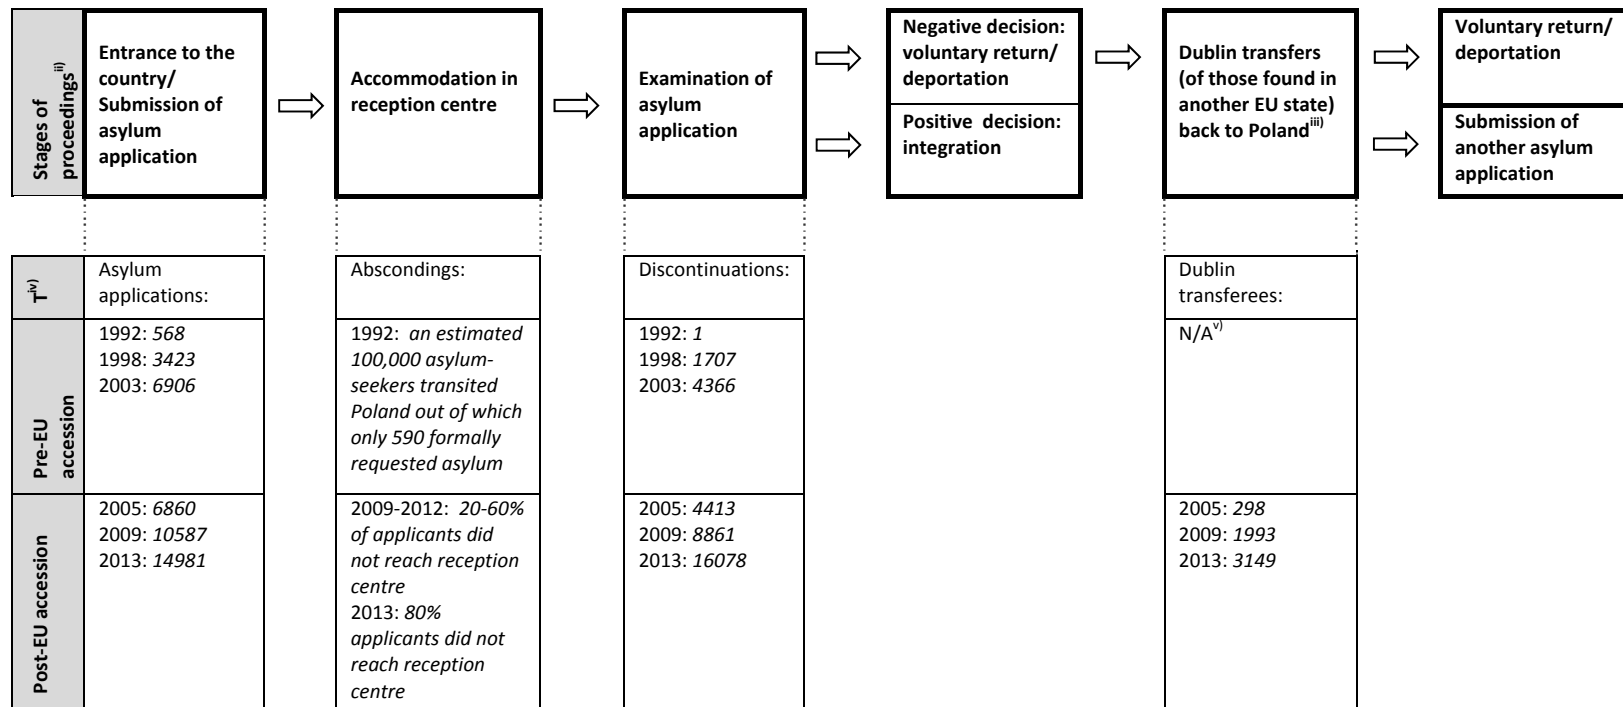 Stages of
proceedings ii)
Entrance to the
country/
Submission of
asylum
application
Accommodation in
reception centre
Examination of
asylum
application
Negative decision:
voluntary return/
deportation
Positive decision:
integration
Dublin transfers
(of those found in
another EU state)
back to Poland iii)
Voluntary return/
deportation
Submission of
another asylum
application
T iv)
Asylum
applications:
Abscondings:
Discontinuations:
Dublin
transferees:
Pre-EU
accession
1992: 568
1998: 3423
2003: 6906
1992: an estimated
100,000 asylum-
seekers transited
Poland out of which
only 590 formally
requested asylum
1992: 1
1998: 1707
2003: 4366
N/A v)
Post-EU accession
2005: 6860
2009: 10587
2013: 14981
2009-2012: 20-60%
of applicants did
not reach reception
centre
2013: 80%
applicants did not
reach reception
centre
2005: 4413
2009: 8861
2013: 16078
2005: 298
2009: 1993
2013: 3149